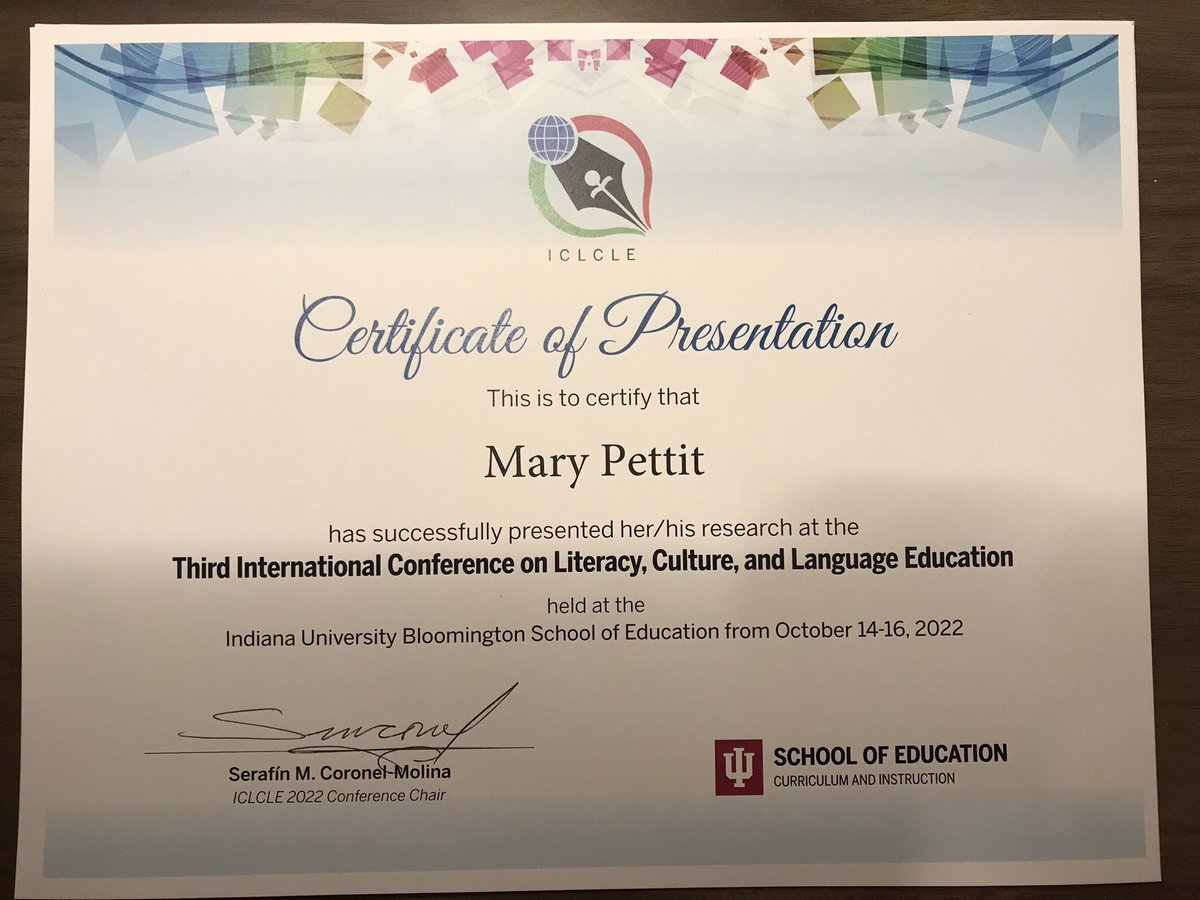 ICLCLE
Certificate of Presentation
This is to certify that
Mary Pettit
has successfully presented her/his research at the
Third International Conference on Literacy, Culture, and Language Education
held at the
Indiana University Bloomington School of Education from October 14-16, 2022
Serafín M. Coronel-Molina
ICLCLE 2022 Conference Chair
SCHOOL OF EDUCATION
CURRICULUM AND INSTRUCTION